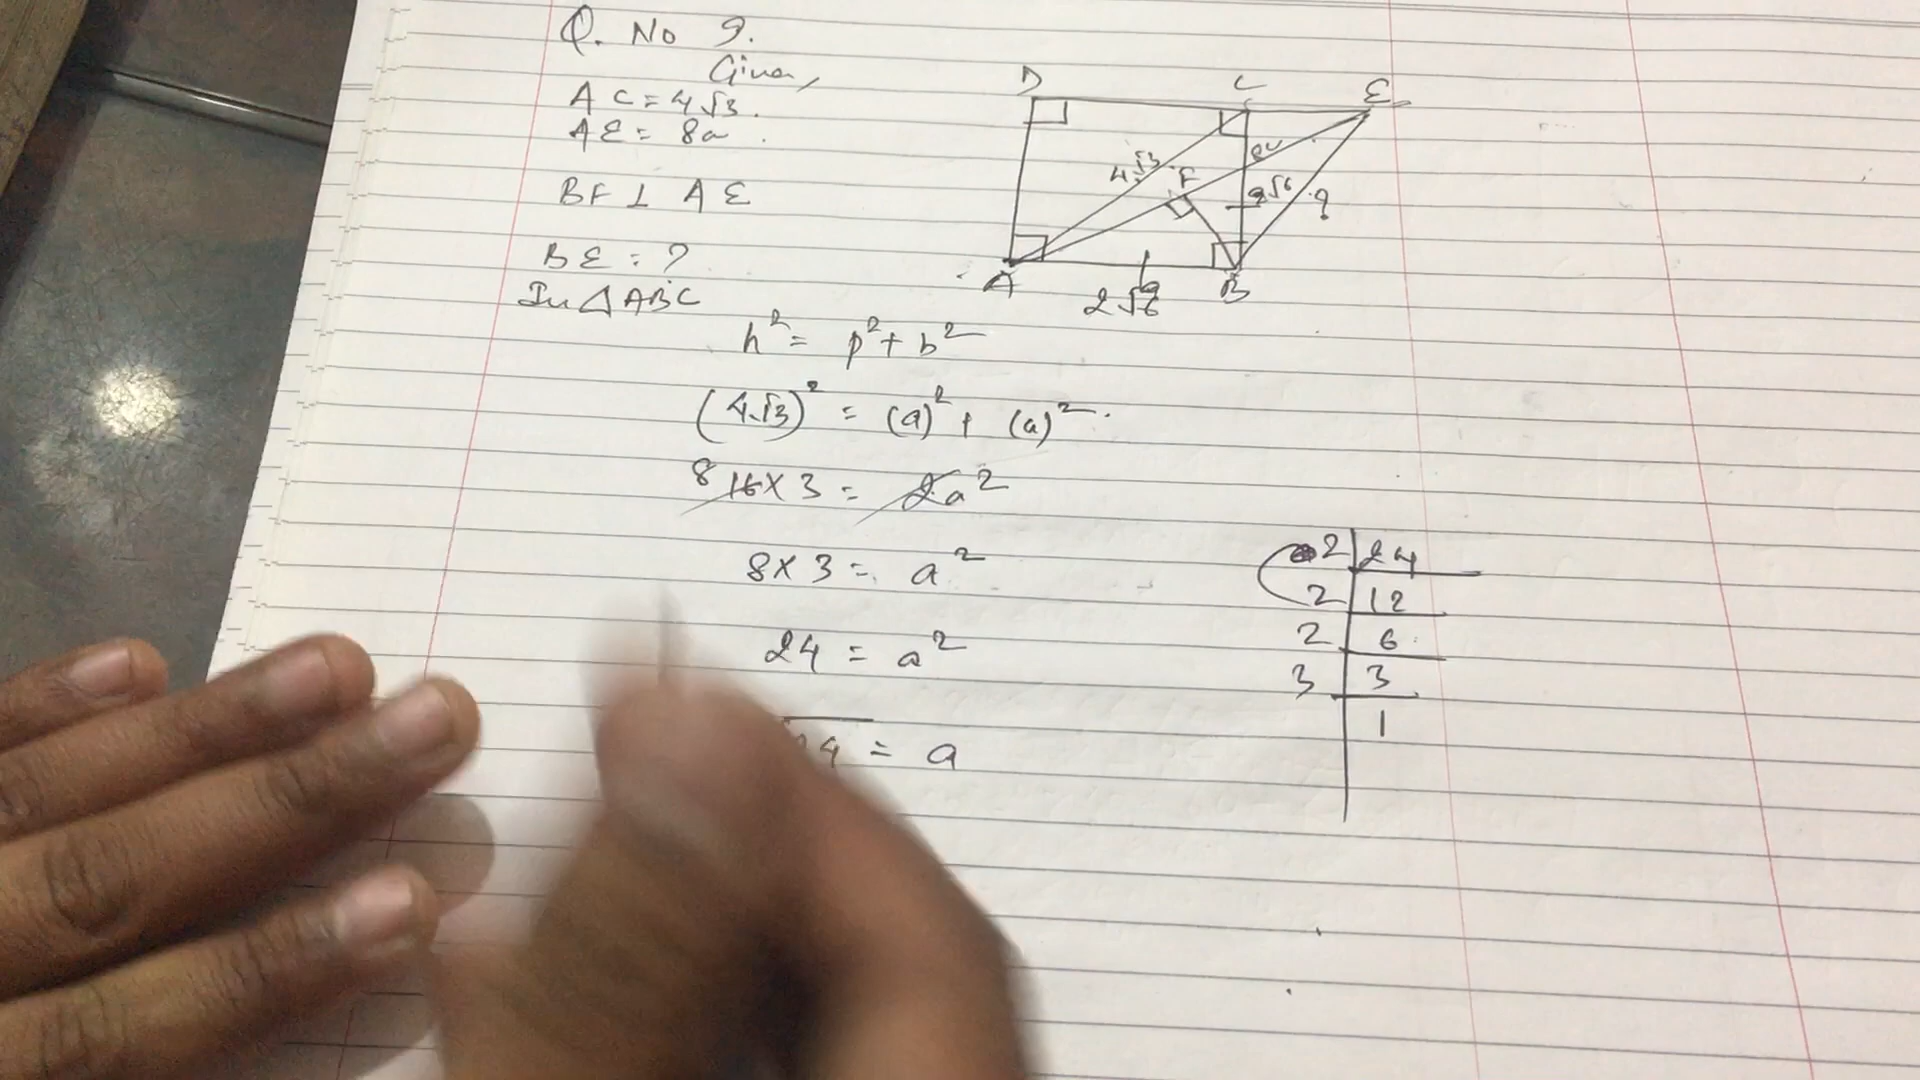 Q. No 9.
Given,
AC = 4√3.
AE = 8a.
BF ⊥ AE
BE = ?
In △ABC
h² = p² + b²
(4√3)² = (a)² + (a)².
8 16 × 3 = 2a²
8 × 3 = a²
24 = a²
4 = a
D C E
4√3 F
2√6 ?
A B
2√6
2 | 24
2 | 12
2 | 6
3 | 3
1